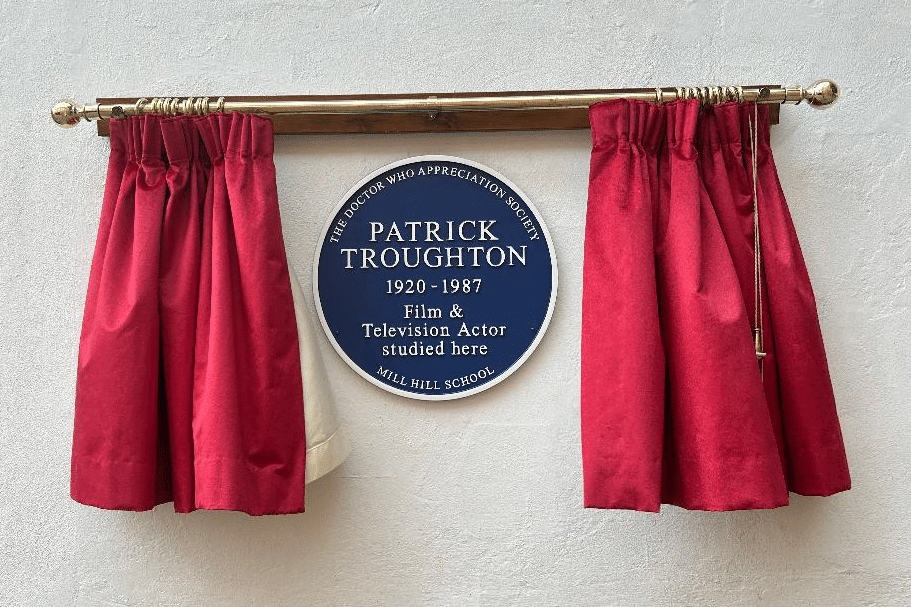 THE DOCTOR WHO APPRECIATION SOCIETY
PATRICK
TROUGHTON
1920 - 1987
Film &
Television Actor
studied here
MILL HILL SCHOOL